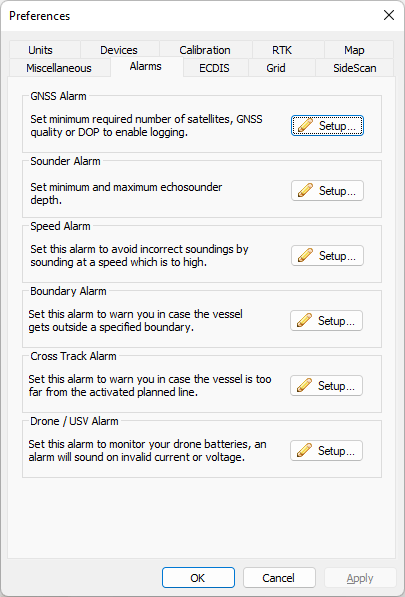 Preferences
Units Devices Calibration RTK Map
Miscellaneous Alarms ECDIS Grid SideScan
GNSS Alarm
Set minimum required number of satellites, GNSS
quality or DOP to enable logging.
Setup...
Sounder Alarm
Set minimum and maximum echosounder
depth.
Setup...
Speed Alarm
Set this alarm to avoid incorrect soundings by
sounding at a speed which is to high.
Setup...
Boundary Alarm
Set this alarm to warn you in case the vessel
gets outside a specified boundary.
Setup...
Cross Track Alarm
Set this alarm to warn you in case the vessel is too
far from the activated planned line.
Setup...
Drone / USV Alarm
Set this alarm to monitor your drone batteries, an
alarm will sound on invalid current or voltage.
Setup...
OK Cancel Apply